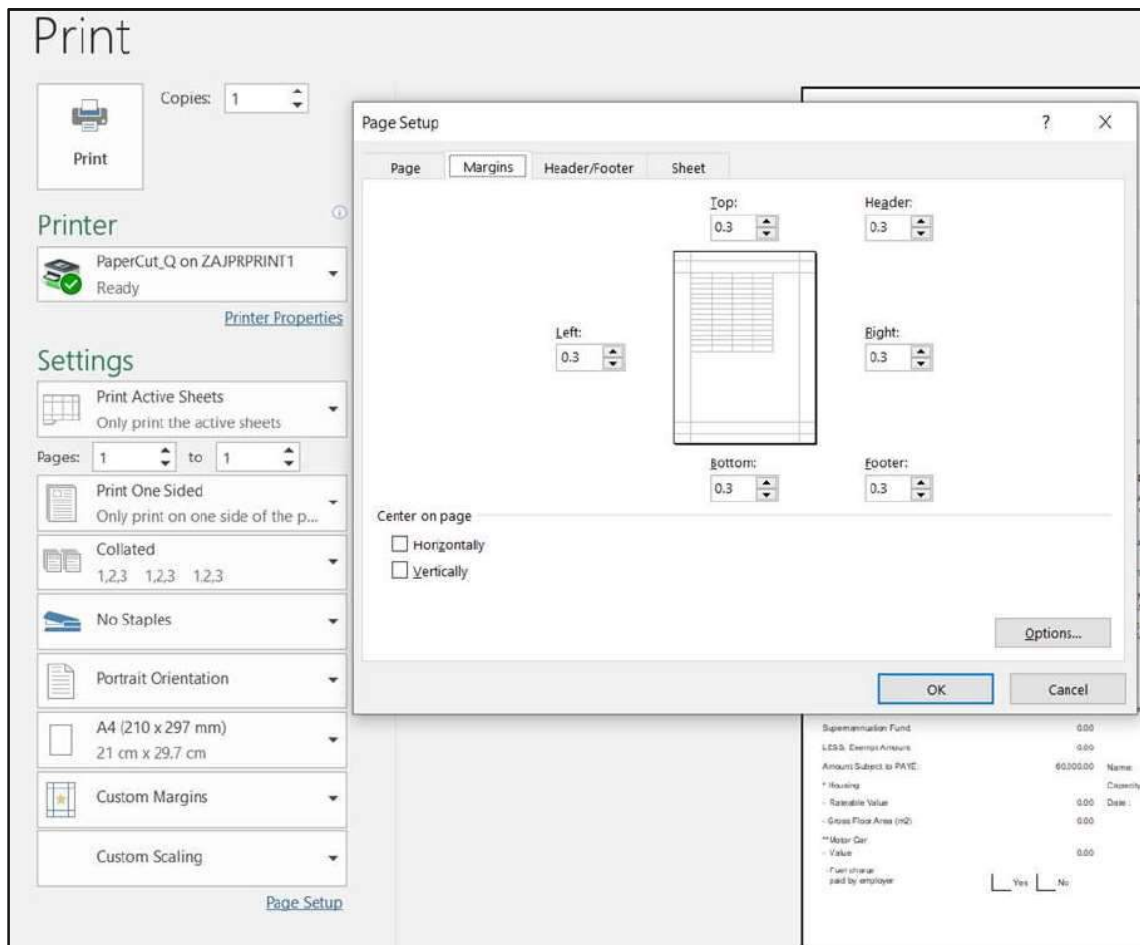 Print
Copies: 1
Print
Printer
PaperCut_Q on ZAJPRPRINT1
Ready
Printer Properties
Settings
Print Active Sheets
Only print the active sheets
Pages: 1 to 1
Print One Sided
Only print on one side of the p...
Collated
1,2,3 1,2,3 1,2,3
No Staples
Portrait Orientation
A4 (210 x 297 mm)
21 cm x 29.7 cm
Custom Margins
Custom Scaling
Page Setup
Page Setup ? X
Page Margins Header/Footer Sheet
Top: Header:
0.3 0.3
Left: Right:
0.3 0.3
Bottom: Footer:
0.3 0.3
Center on page
Horizontally
Vertically
Options...
OK Cancel
Superannuation Fund 0.00
LESS: Exempt Amount 0.00
Amount Subject to PAYE: 60,000.00 Name:
* Housing Capacity
- Rateable Value 0.00 Date :
- Gross Floor Area (m2) 0.00
**Motor Car
- Value 0.00
paid by employer Yes No